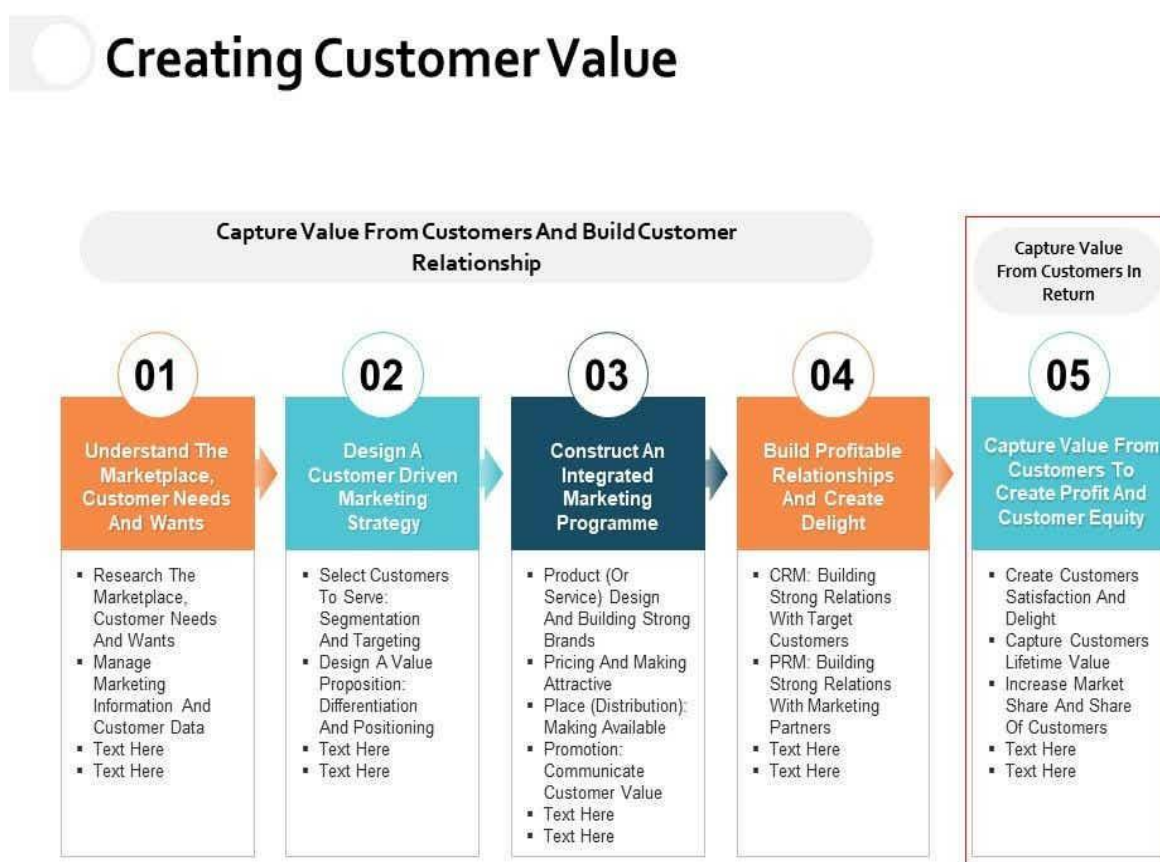 Creating Customer Value
Capture Value From Customers And Build Customer
Relationship
Capture Value
From Customers In
Return
01
Understand The
Marketplace,
Customer Needs
And Wants
▪ Research The
Marketplace,
Customer Needs
And Wants
▪ Manage
Marketing
Information And
Customer Data
▪ Text Here
▪ Text Here
02
Design A
Customer Driven
Marketing
Strategy
▪ Select Customers
To Serve:
Segmentation
And Targeting
▪ Design A Value
Proposition:
Differentiation
And Positioning
▪ Text Here
▪ Text Here
03
Construct An
Integrated
Marketing
Programme
▪ Product (Or
Service) Design
And Building Strong
Brands
▪ Pricing And Making
Attractive
▪ Place (Distribution):
Making Available
▪ Promotion:
Communicate
Customer Value
▪ Text Here
▪ Text Here
04
Build Profitable
Relationships
And Create
Delight
▪ CRM: Building
Strong Relations
With Target
Customers
▪ PRM: Building
Strong Relations
With Marketing
Partners
▪ Text Here
▪ Text Here
05
Capture Value From
Customers To
Create Profit And
Customer Equity
▪ Create Customers
Satisfaction And
Delight
▪ Capture Customers
Lifetime Value
▪ Increase Market
Share And Share
Of Customers
▪ Text Here
▪ Text Here